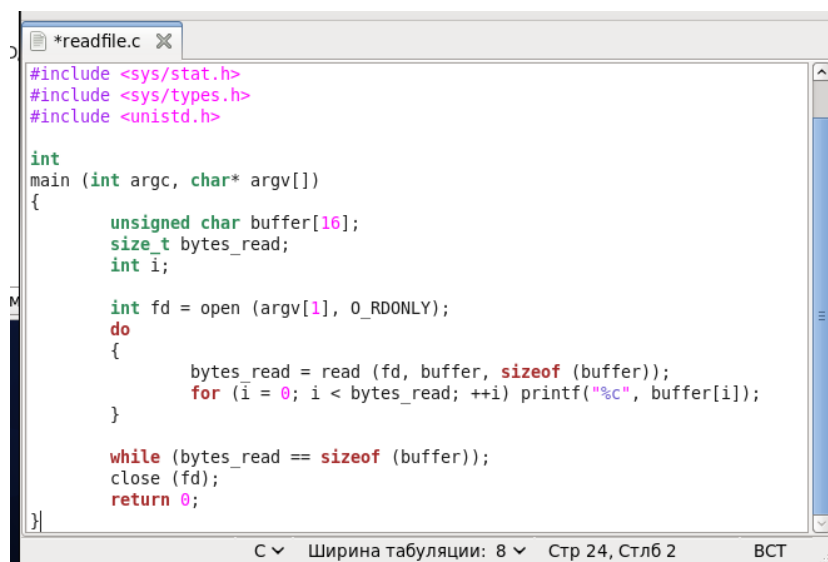 *readfile.c
#include <sys/stat.h>
#include <sys/types.h>
#include <unistd.h>
int
main (int argc, char* argv[])
{
unsigned char buffer[16];
size_t bytes_read;
int i;
int fd = open (argv[1], O_RDONLY);
do
{
bytes_read = read (fd, buffer, sizeof (buffer));
for (i = 0; i < bytes_read; ++i) printf("%c", buffer[i]);
}
while (bytes_read == sizeof (buffer));
close (fd);
return 0;
}
C Ширина табуляции: 8 Стр 24, Стлб 2 ВСТ